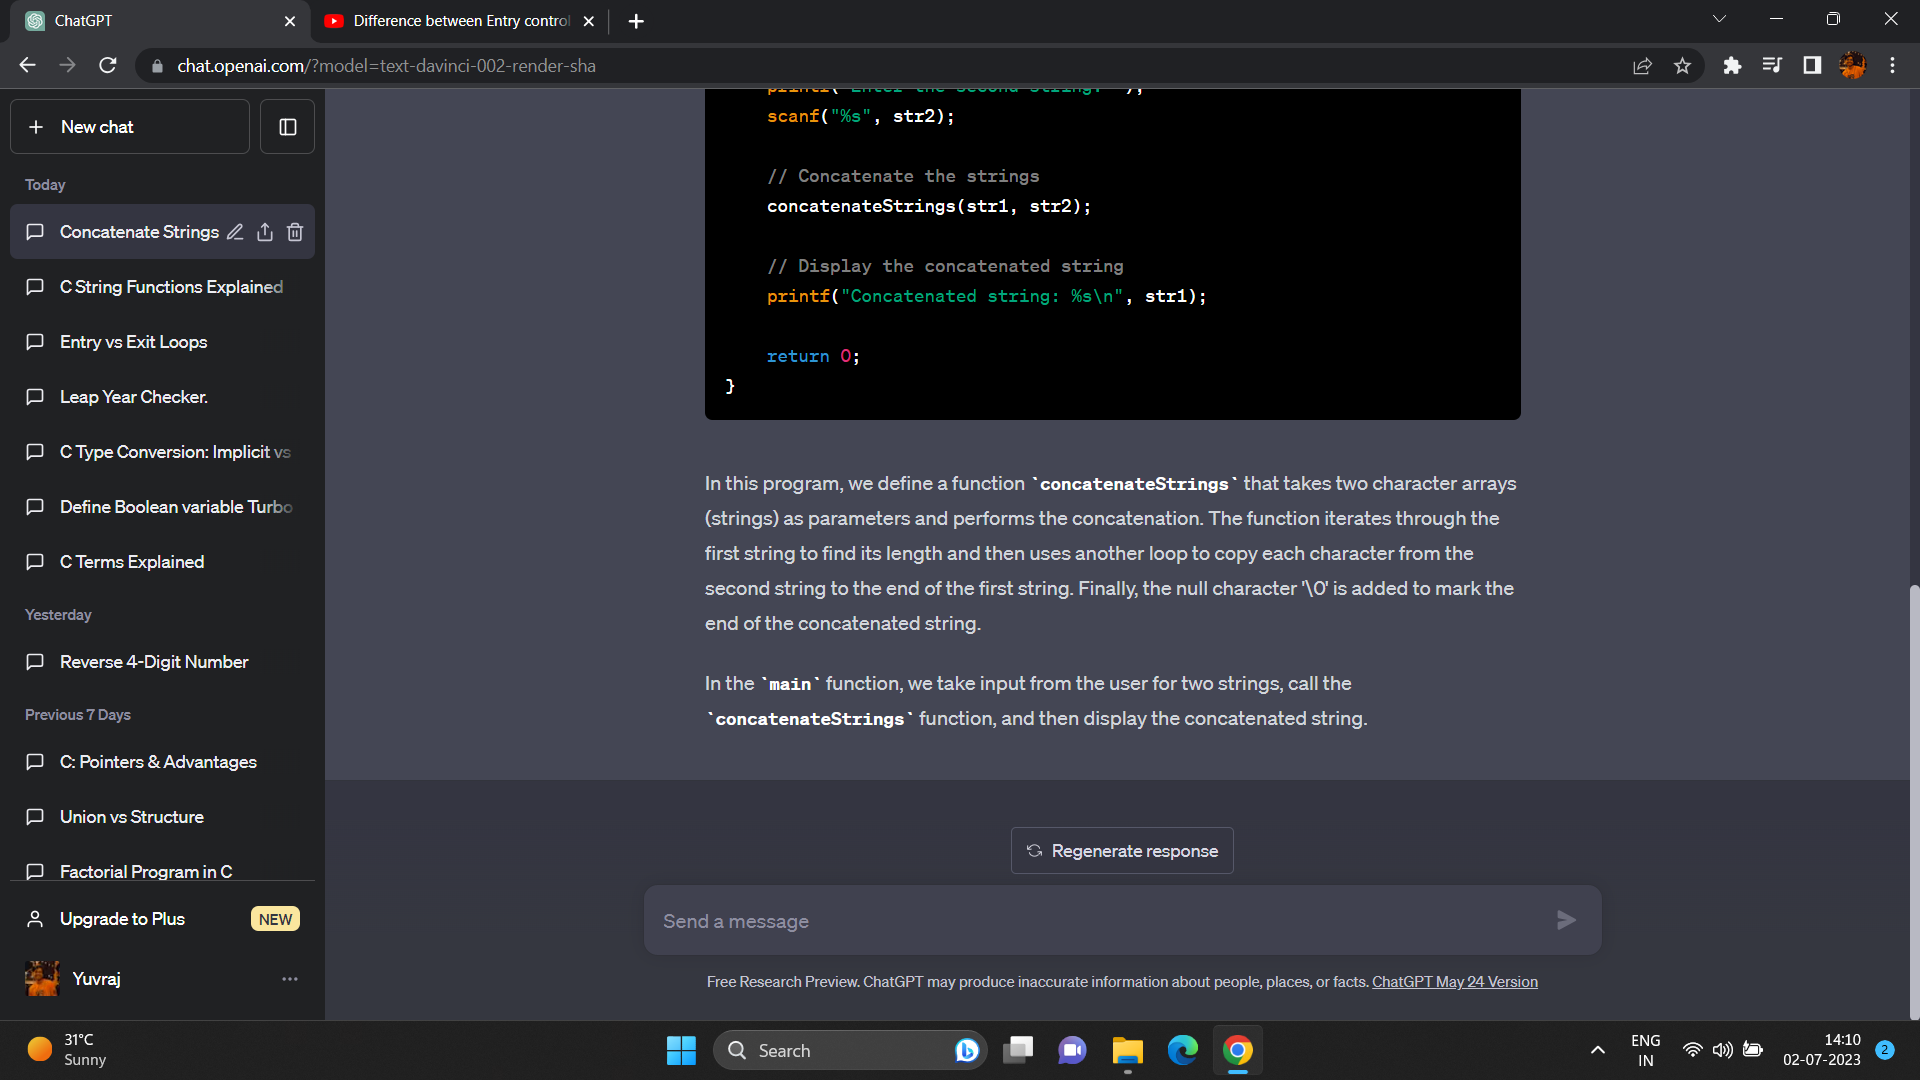 ChatGPT
Difference between Entry control
chat.openai.com/?model=text-davinci-002-render-sha
New chat
Today
Concatenate Strings
C String Functions Explained
Entry vs Exit Loops
Leap Year Checker.
C Type Conversion: Implicit vs
Define Boolean variable Turbo
C Terms Explained
Yesterday
Reverse 4-Digit Number
Previous 7 Days
C: Pointers & Advantages
Union vs Structure
Factorial Program in C
Upgrade to Plus NEW
Yuvraj
printf("Enter the second string: ");
scanf("%s", str2);
// Concatenate the strings
concatenateStrings(str1, str2);
// Display the concatenated string
printf("Concatenated string: %s\n", str1);
return 0;
}
In this program, we define a function `concatenateStrings` that takes two character arrays
(strings) as parameters and performs the concatenation. The function iterates through the
first string to find its length and then uses another loop to copy each character from the
second string to the end of the first string. Finally, the null character '\0' is added to mark the
end of the concatenated string.
In the `main` function, we take input from the user for two strings, call the
`concatenateStrings` function, and then display the concatenated string.
Regenerate response
Send a message
Free Research Preview. ChatGPT may produce inaccurate information about people, places, or facts. ChatGPT May 24 Version
31°C
Sunny
Search
ENG
IN
14:10
02-07-2023
2